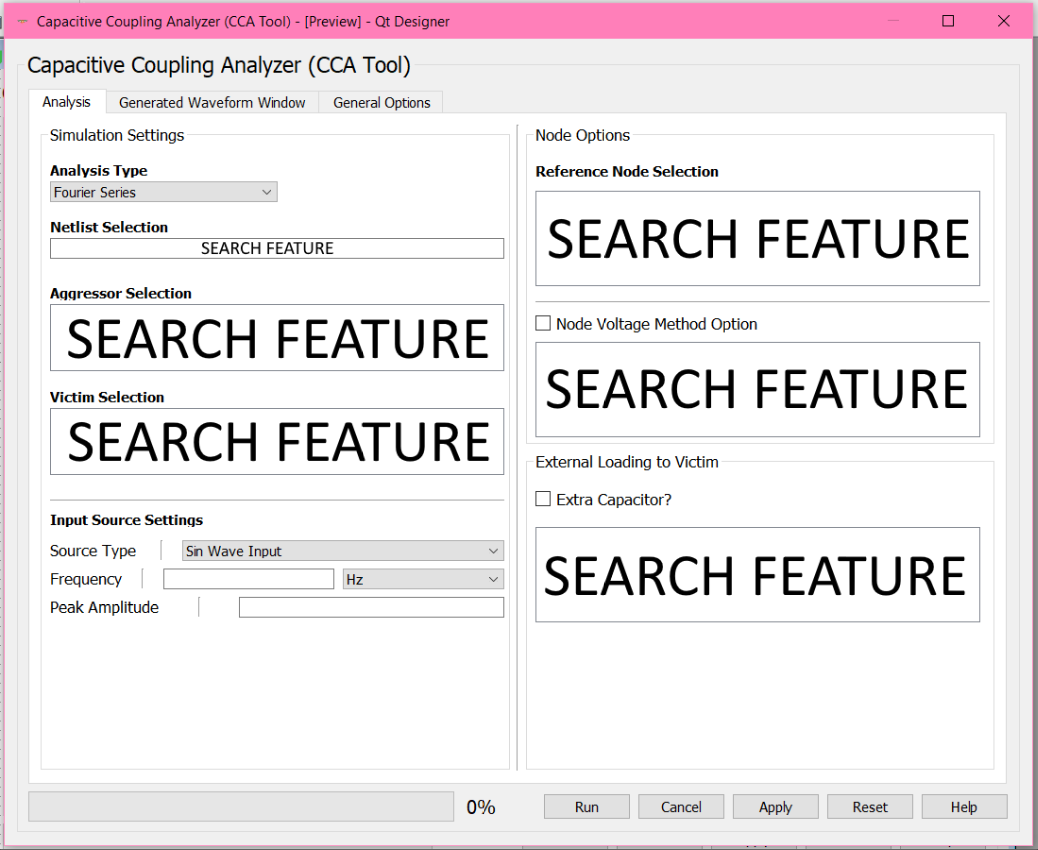 Capacitive Coupling Analyzer (CCA Tool) - [Preview] - Qt Designer
Capacitive Coupling Analyzer (CCA Tool)
Analysis
Generated Waveform Window
General Options
Simulation Settings
Analysis Type
Fourier Series
Netlist Selection
SEARCH FEATURE
Aggressor Selection
SEARCH FEATURE
Victim Selection
SEARCH FEATURE
Input Source Settings
Source Type
Sin Wave Input
Frequency
Hz
Peak Amplitude
Node Options
Reference Node Selection
SEARCH FEATURE
Node Voltage Method Option
SEARCH FEATURE
External Loading to Victim
Extra Capacitor?
SEARCH FEATURE
0%
Run
Cancel
Apply
Reset
Help